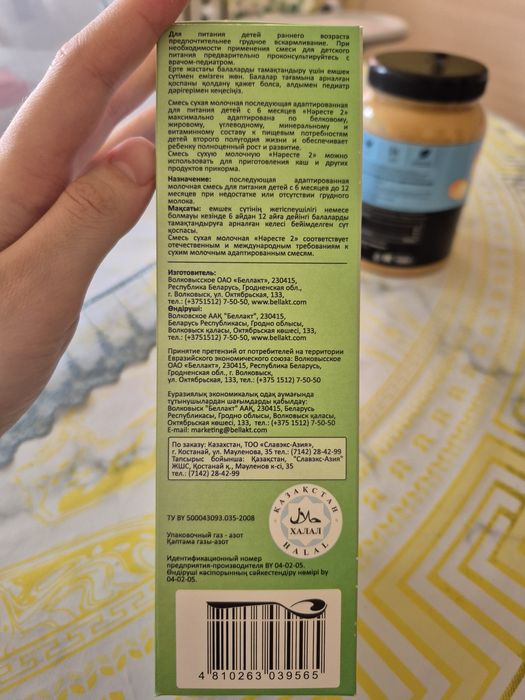 Для питания детей раннего возраста
предпочтительнее грудное вскармливание. При
необходимости применения смеси для детского
питания предварительно проконсультируйтесь с
врачом-педиатром.
Ерте жастағы балаларды тамақтандыру үшін емшек
сүтімен емізген жөн. Балалар тағамына арналған
қоспаны қолдану қажет болса, алдымен педиатр
дәрігерімен кеңесіңіз.
Смесь сухая молочная последующая адаптированная
для питания детей с 6 месяцев «Нәресте 2»
максимально адаптирована по белковому,
жировому, углеводному, минеральному и
витаминному составу к пищевым потребностям
детей второго полугодия жизни и обеспечивает
ребенку полноценный рост и развитие.
Смесь сухую молочную «Нәресте 2» можно
использовать для приготовления каш и других
продуктов прикорма.
Назначение: последующая адаптированная
молочная смесь для питания детей с 6 месяцев до 12
месяцев при недостатке или отсутствии грудного
молока.
Мақсаты: емшек сүтінің жетіспеушілігі немесе
болмауы кезінде 6 айдан 12 айға дейінгі балаларды
тамақтандыруға арналған келесі бейімделген сүт
қоспасы.
Смесь сухая молочная «Нәресте 2» соответствует
отечественным и международным требованиям к
сухим молочным адаптированным смесям.
Изготовитель:
Волковысское ОАО «Беллакт», 230415,
Республика Беларусь, Гродненская обл.,
г. Волковыск, ул. Октябрьская, 133,
тел.: (+3751512) 7-50-50, www.bellakt.com
Өндіруші:
Волковское ААҚ "Беллакт", 230415,
Беларусь Республикасы, Гродно облысы,
Волковыск қаласы, Октябрьская көшесі, 133,
тел.: (+3751512) 7-50-50, www.bellakt.com
Принятие претензий от потребителей на территории
Евразийского экономического союза: Волковысское
ОАО «Беллакт», 230415, Республика Беларусь,
Гродненская обл., г. Волковыск,
ул. Октябрьская, 133, тел.: (+375 1512) 7-50-50
Еуразиялық экономикалық одақ аумағында
тұтынушылардан шағымдарды қабылдау:
Волковыск "Беллакт" ААҚ, 230415, Беларусь
Республикасы, Гродно облысы, Волковыск қаласы,
Октябрьская көшесі, 133, тел.: (+375 1512) 7-50-50
E-mail: marketing@bellakt.com
По заказу: Казахстан, ТОО «Славэкс-Азия»,
г. Костанай, ул. Мауленова, 35 тел.: (7142) 28-42-99
Тапсырыс бойынша: Қазақстан, "Славэкс-Азия"
ЖШС, Қостанай қ., Мәуленов к-сі, 35
тел.: (7142) 28-42-99
ҚАЗАҚСТАН
حلال
ХАЛАЛ
HALAL
ТУ BY 500043093.035-2008
Упаковочный газ - азот
Қаптама газы-азот
Идентификационный номер
предприятия-производителя BY 04-02-05.
Өндіруші кәсіпорынның сәйкестендіру нөмірі by
04-02-05.
4 810263 039565